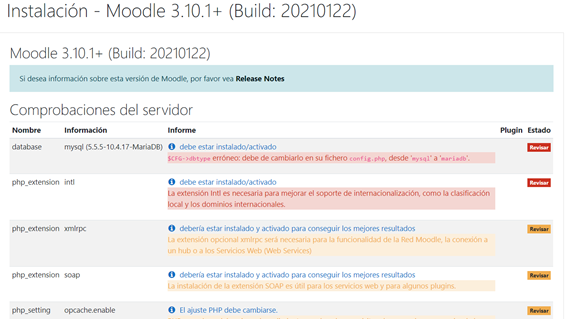 Instalación - Moodle 3.10.1+ (Build: 20210122)
Moodle 3.10.1+ (Build: 20210122)
Si desea información sobre esta versión de Moodle, por favor vea Release Notes
Comprobaciones del servidor
Nombre Información Informe Plugin Estado
database mysql (5.5.5-10.4.17-MariaDB) debe estar instalado/activado Revisar
$CFG->dbtype erróneo: debe de cambiarlo en su fichero config.php, desde 'mysql' a 'mariadb'.
php_extension intl debe estar instalado/activado Revisar
La extensión Intl es necesaria para mejorar el soporte de internacionalización, como la clasificación
local y los dominios internacionales.
php_extension xmlrpc debería estar instalado y activado para conseguir los mejores resultados Revisar
La extensión opcional xmlrpc será necesaria para la funcionalidad de la Red Moodle, la conexión a
un hub o a los Servicios Web (Web Services)
php_extension soap debería estar instalado y activado para conseguir los mejores resultados Revisar
La instalación de la extensión SOAP es útil para los servicios web y para algunos plugins.
php_setting opcache.enable El ajuste PHP debe cambiarse. Revisar